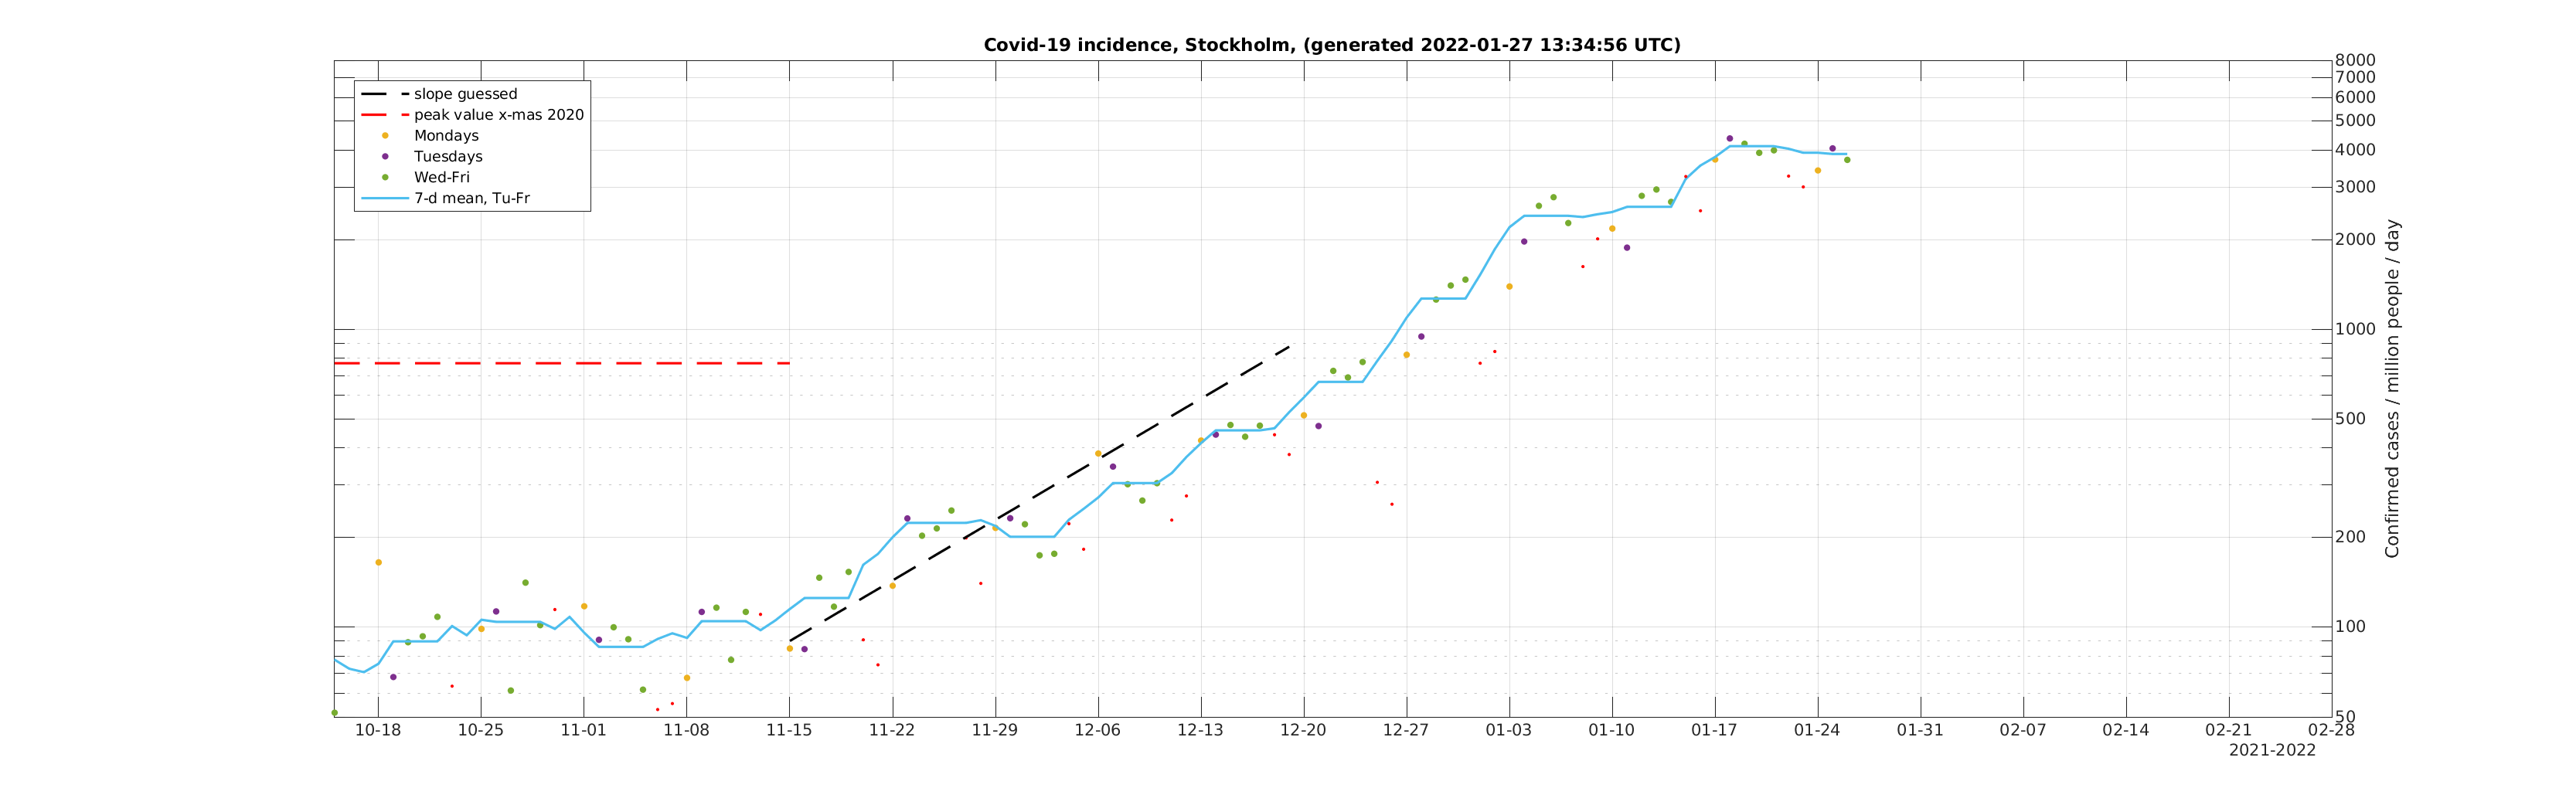 Covid-19 incidence, Stockholm, (generated 2022-01-27 13:34:56 UTC)
slope guessed
peak value x-mas 2020
Mondays
Tuesdays
Wed-Fri
7-d mean, Tu-Fr
8000
7000
6000
5000
4000
3000
2000
1000
500
200
100
50
Confirmed cases / million people / day
10-18 10-25 11-01 11-08 11-15 11-22 11-29 12-06 12-13 12-20 12-27 01-03 01-10 01-17 01-24 01-31 02-07 02-14 02-21 02-28
2021-2022